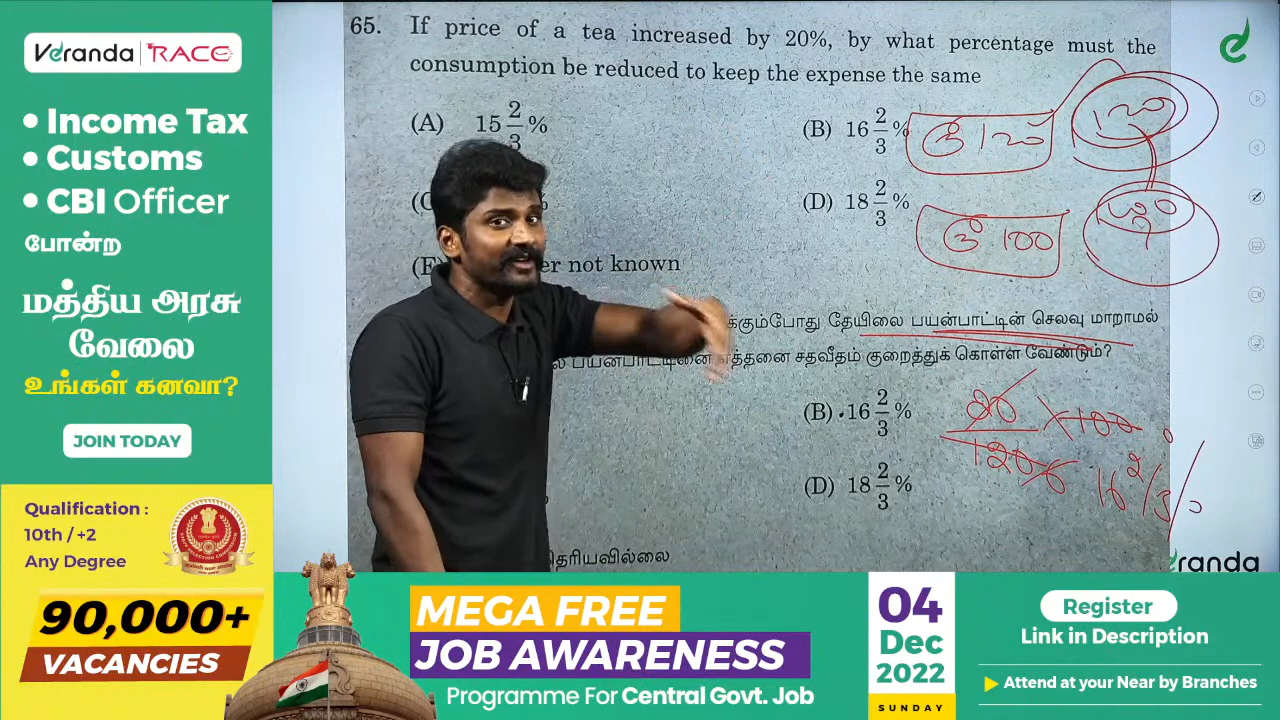 Veranda RACE
• Income Tax
• Customs
• CBI Officer
போன்ற
மத்திய அரசு
வேலை
உங்கள் கனவா?
JOIN TODAY
Qualification :
10th / +2
Any Degree
90,000+
VACANCIES
65. If price of a tea increased by 20%, by what percentage must the
consumption be reduced to keep the expense the same
(A) 15 2/3 %
(B) 16 2/3 %
(D) 18 2/3 %
not known
120
100
தேயிலை பயன்பாட்டின் செலவு மாறாமல்
பயன்பாட்டினை எத்தனை சதவீதம் குறைத்துக் கொள்ள வேண்டும்?
(B) 16 2/3 %
(D) 18 2/3 %
20/120 × 100
16 2/3 %
MEGA FREE
JOB AWARENESS
Programme For Central Govt. Job
04
Dec
2022
SUNDAY
Register
Link in Description
Attend at your Near by Branches